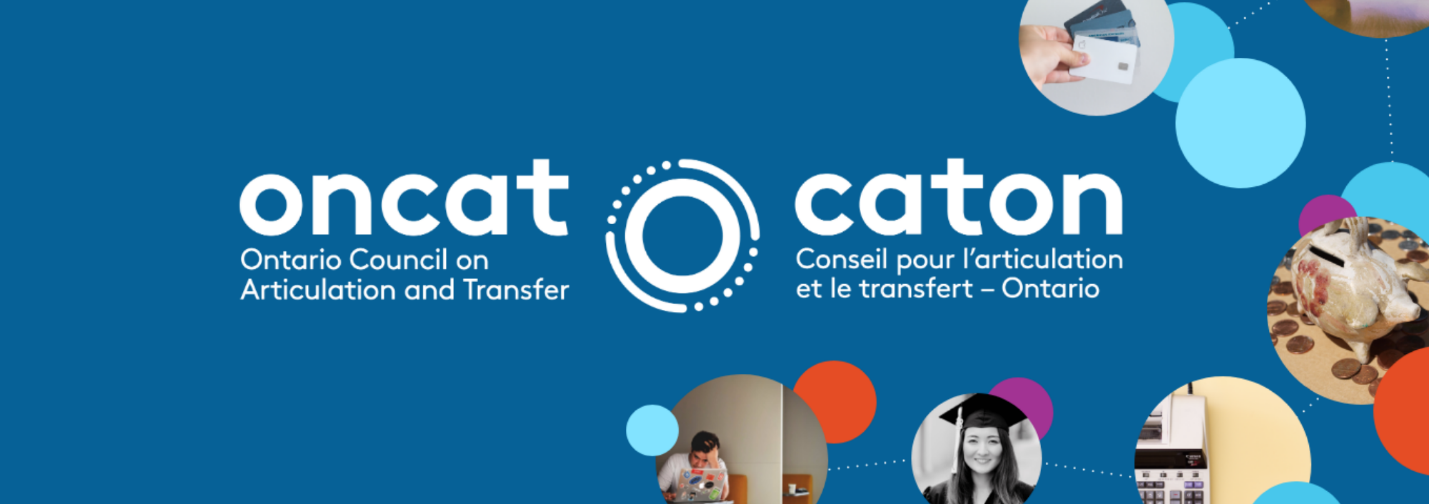 oncat
Ontario Council on
Articulation and Transfer
caton
Conseil pour l'articulation
et le transfert – Ontario